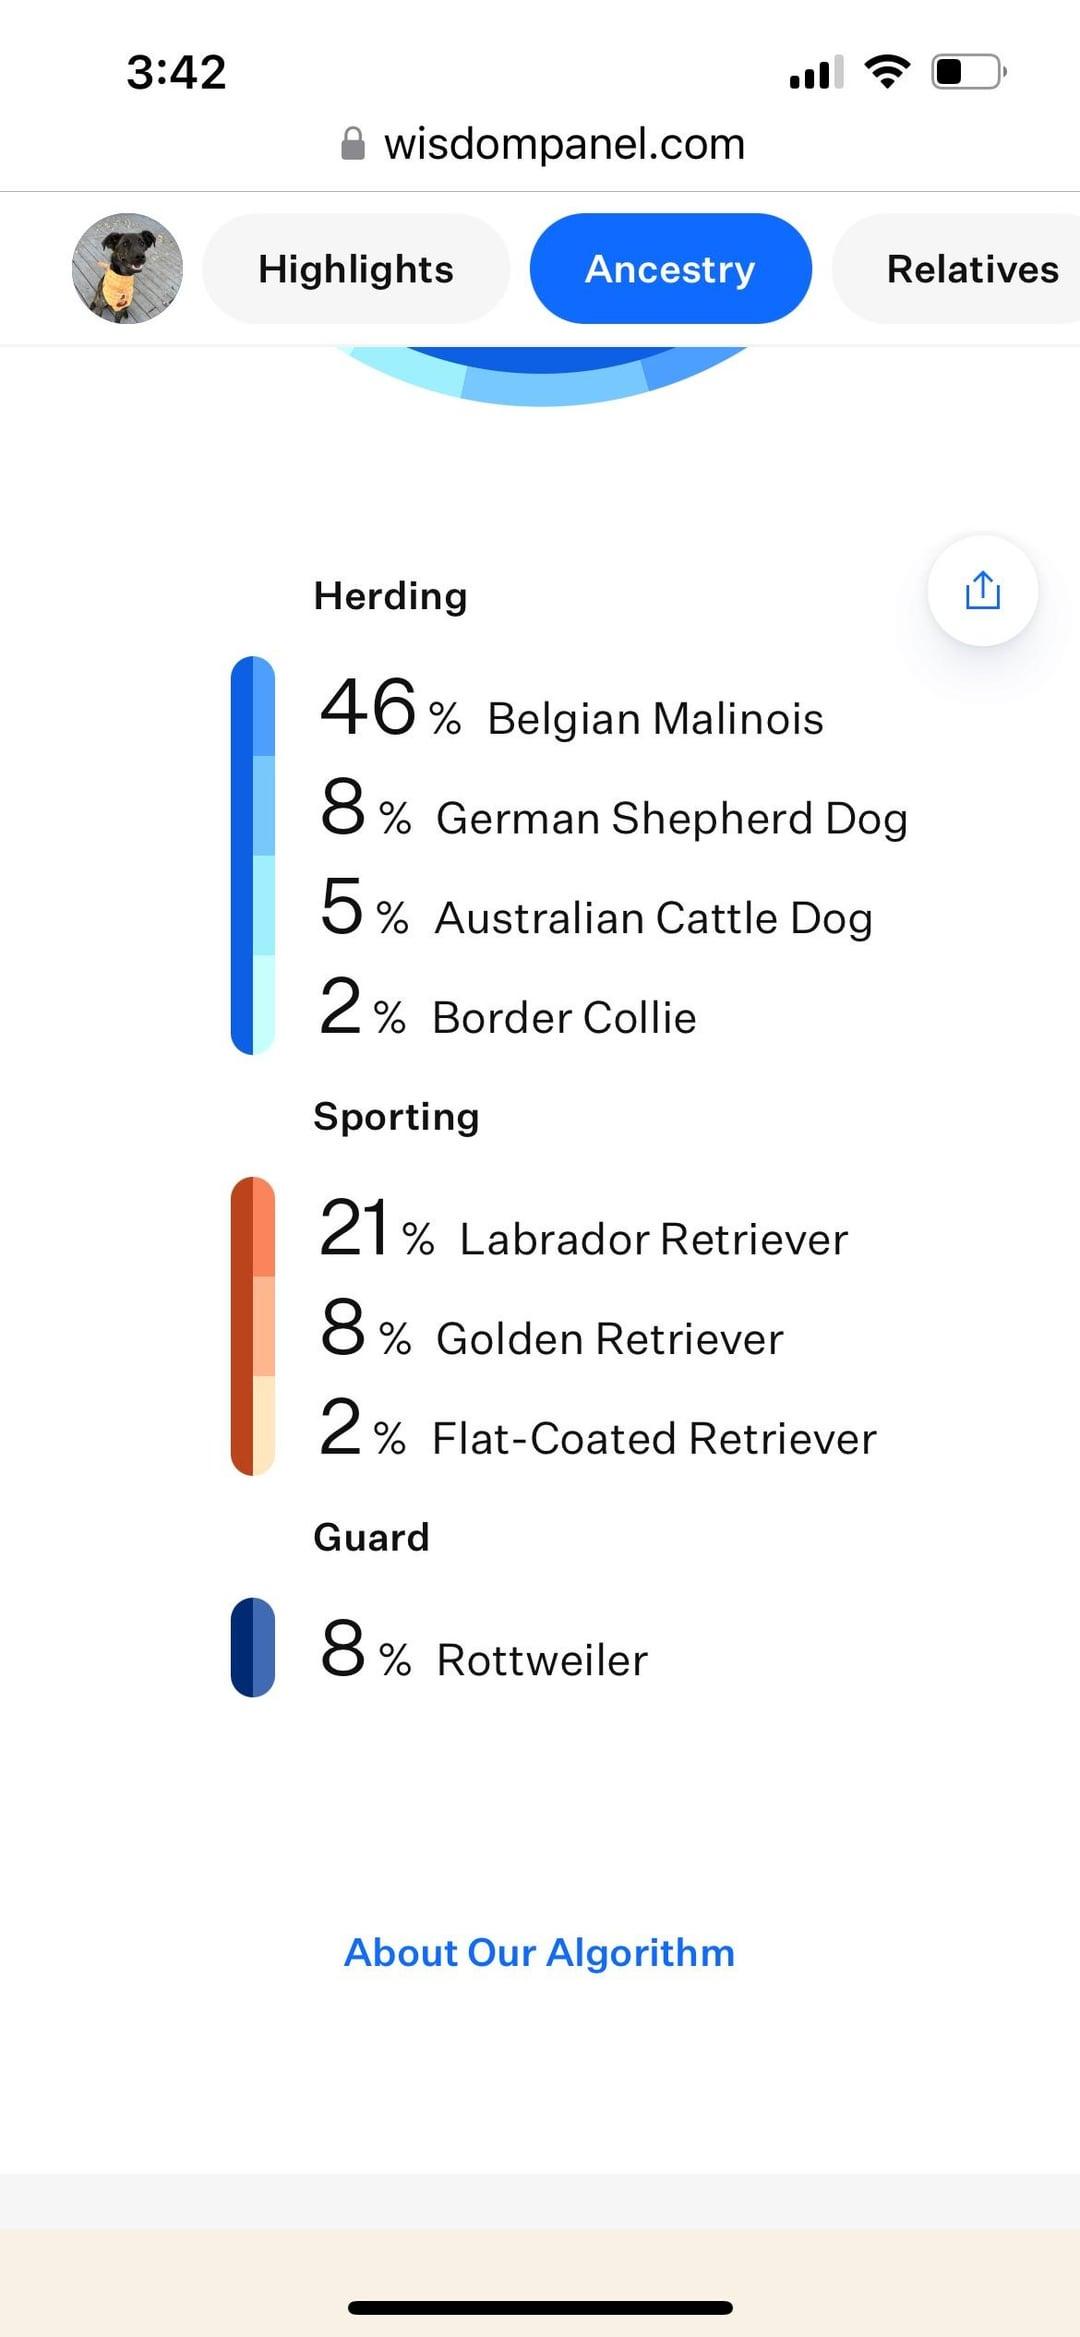 3:42
wisdompanel.com
Highlights
Ancestry
Relatives
Herding
46 % Belgian Malinois
8 % German Shepherd Dog
5 % Australian Cattle Dog
2 % Border Collie
Sporting
21 % Labrador Retriever
8 % Golden Retriever
2 % Flat-Coated Retriever
Guard
8 % Rottweiler
About Our Algorithm